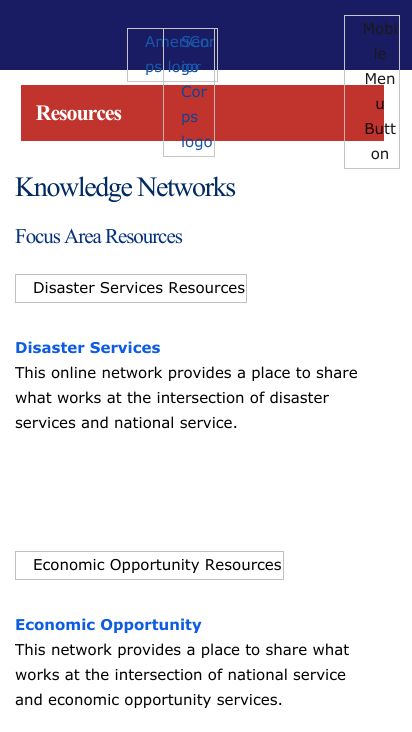 AmeriCorps logo
Senior Corps logo
Mobile Menu Button
Resources
Knowledge Networks
Focus Area Resources
Disaster Services Resources
Disaster Services
This online network provides a place to share
what works at the intersection of disaster
services and national service.
Economic Opportunity Resources
Economic Opportunity
This network provides a place to share what
works at the intersection of national service
and economic opportunity services.